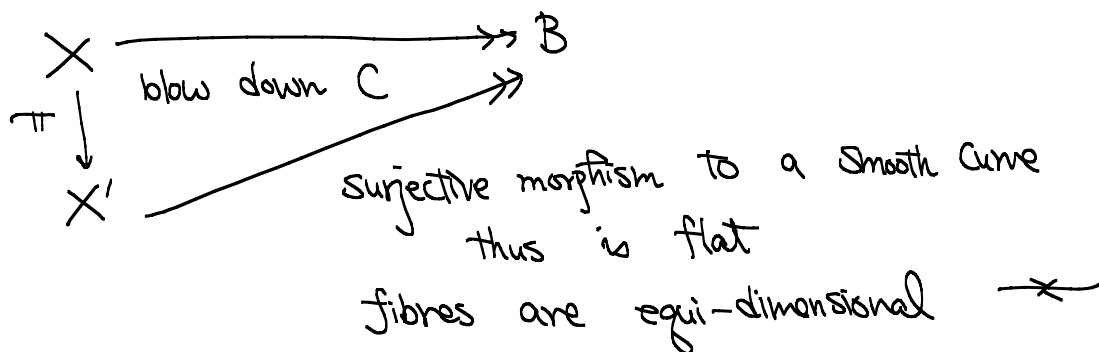 X → B
blow down C
π
X'
surjective morphism to a smooth curve
thus is flat
fibres are equi-dimensional